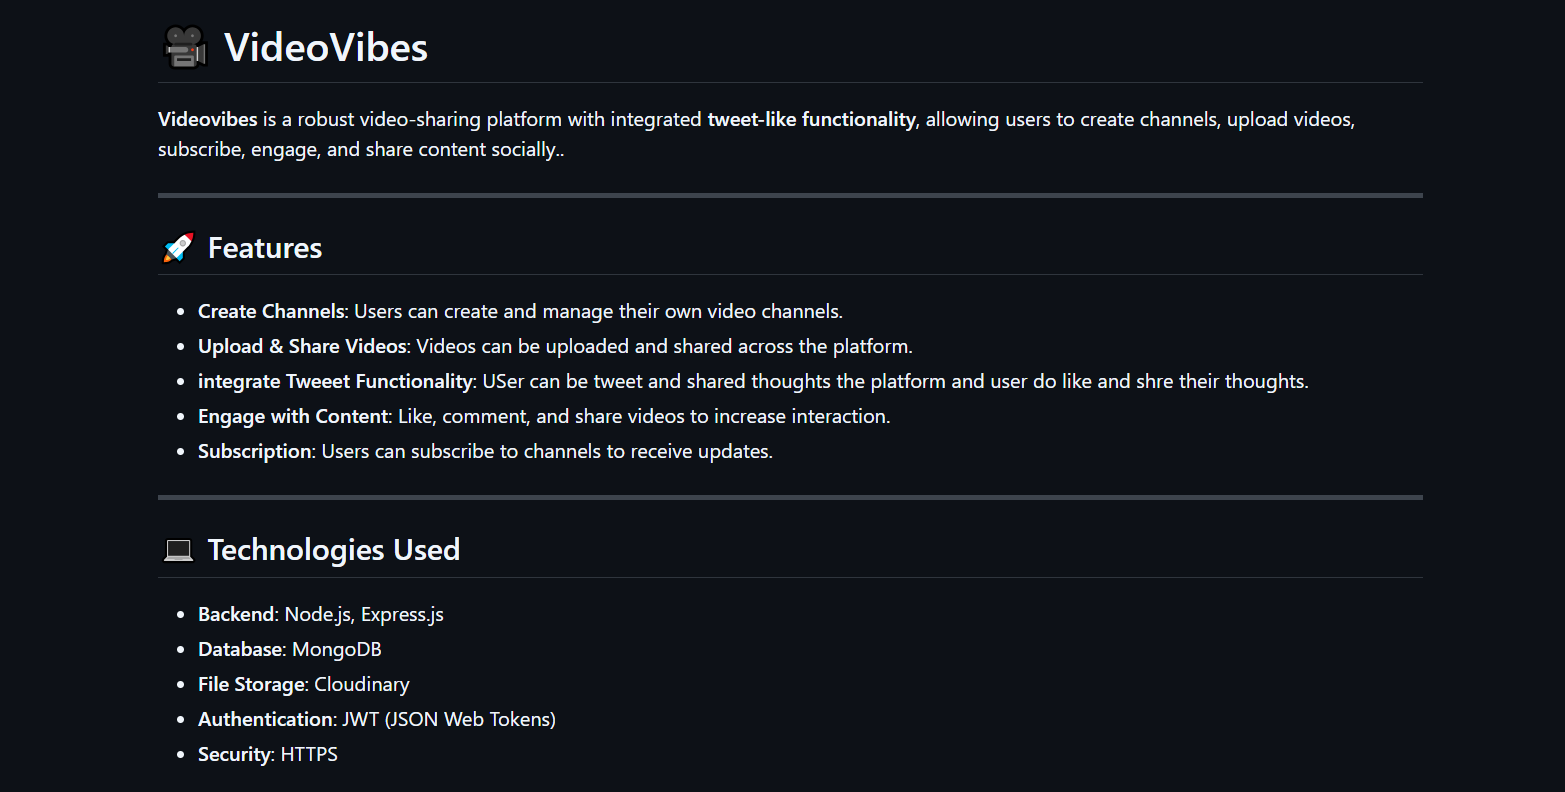 VideoVibes
Videovibes is a robust video-sharing platform with integrated tweet-like functionality, allowing users to create channels, upload videos,
subscribe, engage, and share content socially..
Features
Create Channels: Users can create and manage their own video channels.
Upload & Share Videos: Videos can be uploaded and shared across the platform.
integrate Tweeet Functionality: USer can be tweet and shared thoughts the platform and user do like and shre their thoughts.
Engage with Content: Like, comment, and share videos to increase interaction.
Subscription: Users can subscribe to channels to receive updates.
Technologies Used
Backend: Node.js, Express.js
Database: MongoDB
File Storage: Cloudinary
Authentication: JWT (JSON Web Tokens)
Security: HTTPS